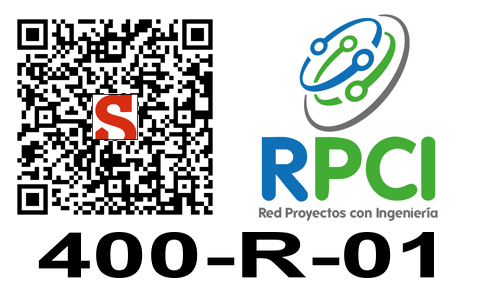 S
RPCI
Red Proyectos con Ingeniería
400-R-01